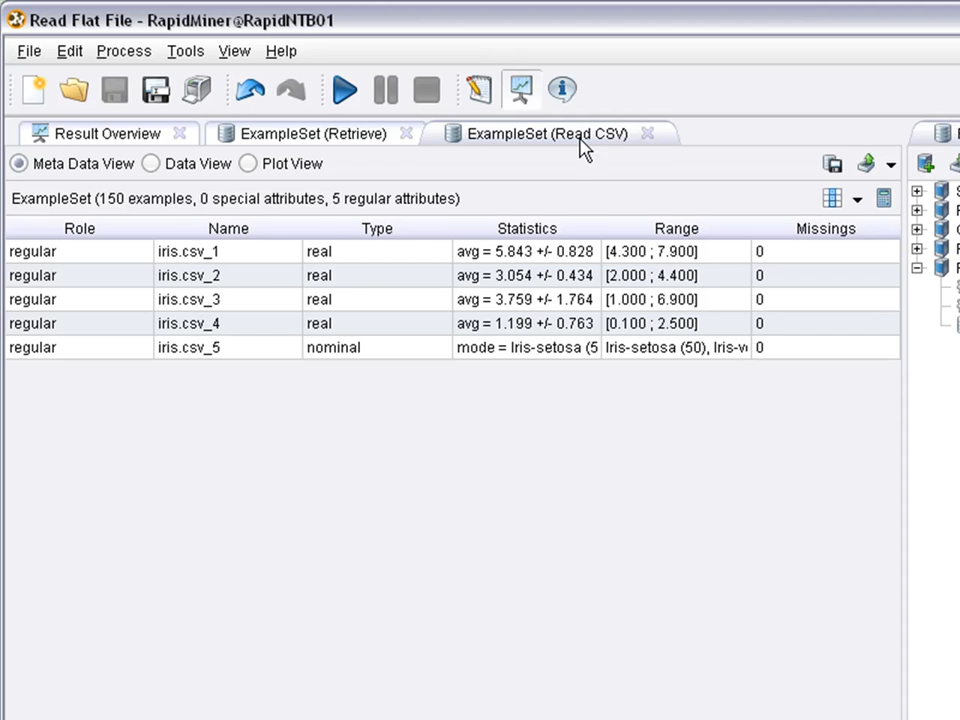 Read Flat File - RapidMiner@RapidNTB01
File Edit Process Tools View Help
Result Overview ExampleSet (Retrieve) ExampleSet (Read CSV)
Meta Data View Data View Plot View
ExampleSet (150 examples, 0 special attributes, 5 regular attributes)
Role Name Type Statistics Range Missings
regular iris.csv_1 real avg = 5.843 +/- 0.828 [4.300 ; 7.900] 0
regular iris.csv_2 real avg = 3.054 +/- 0.434 [2.000 ; 4.400] 0
regular iris.csv_3 real avg = 3.759 +/- 1.764 [1.000 ; 6.900] 0
regular iris.csv_4 real avg = 1.199 +/- 0.763 [0.100 ; 2.500] 0
regular iris.csv_5 nominal mode = Iris-setosa (5 Iris-setosa (50), Iris-v 0